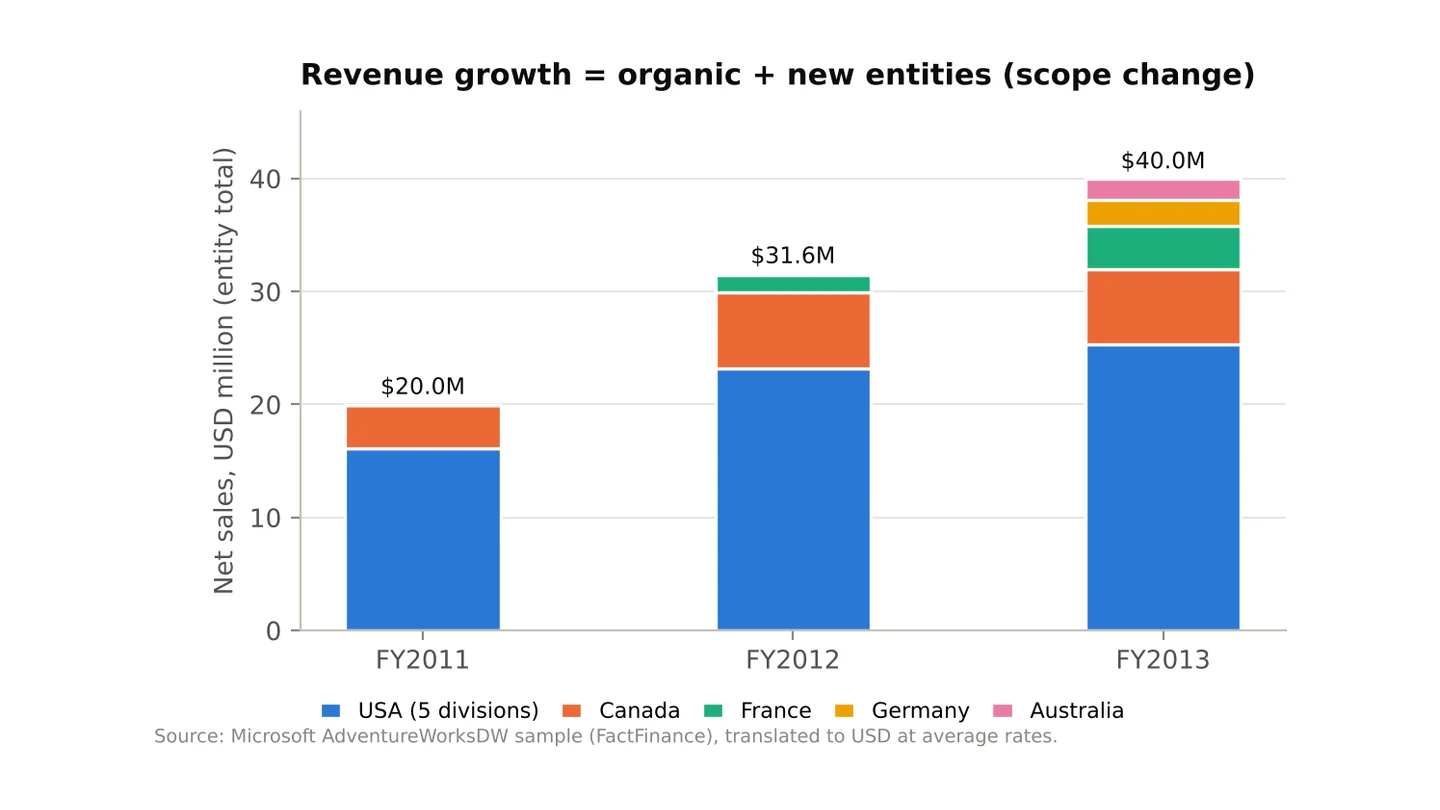 Revenue growth = organic + new entities (scope change)
Net sales, USD million (entity total)
40
30
20
10
0
$20.0M
$31.6M
$40.0M
FY2011
FY2012
FY2013
USA (5 divisions)
Canada
France
Germany
Australia
Source: Microsoft AdventureWorksDW sample (FactFinance), translated to USD at average rates.